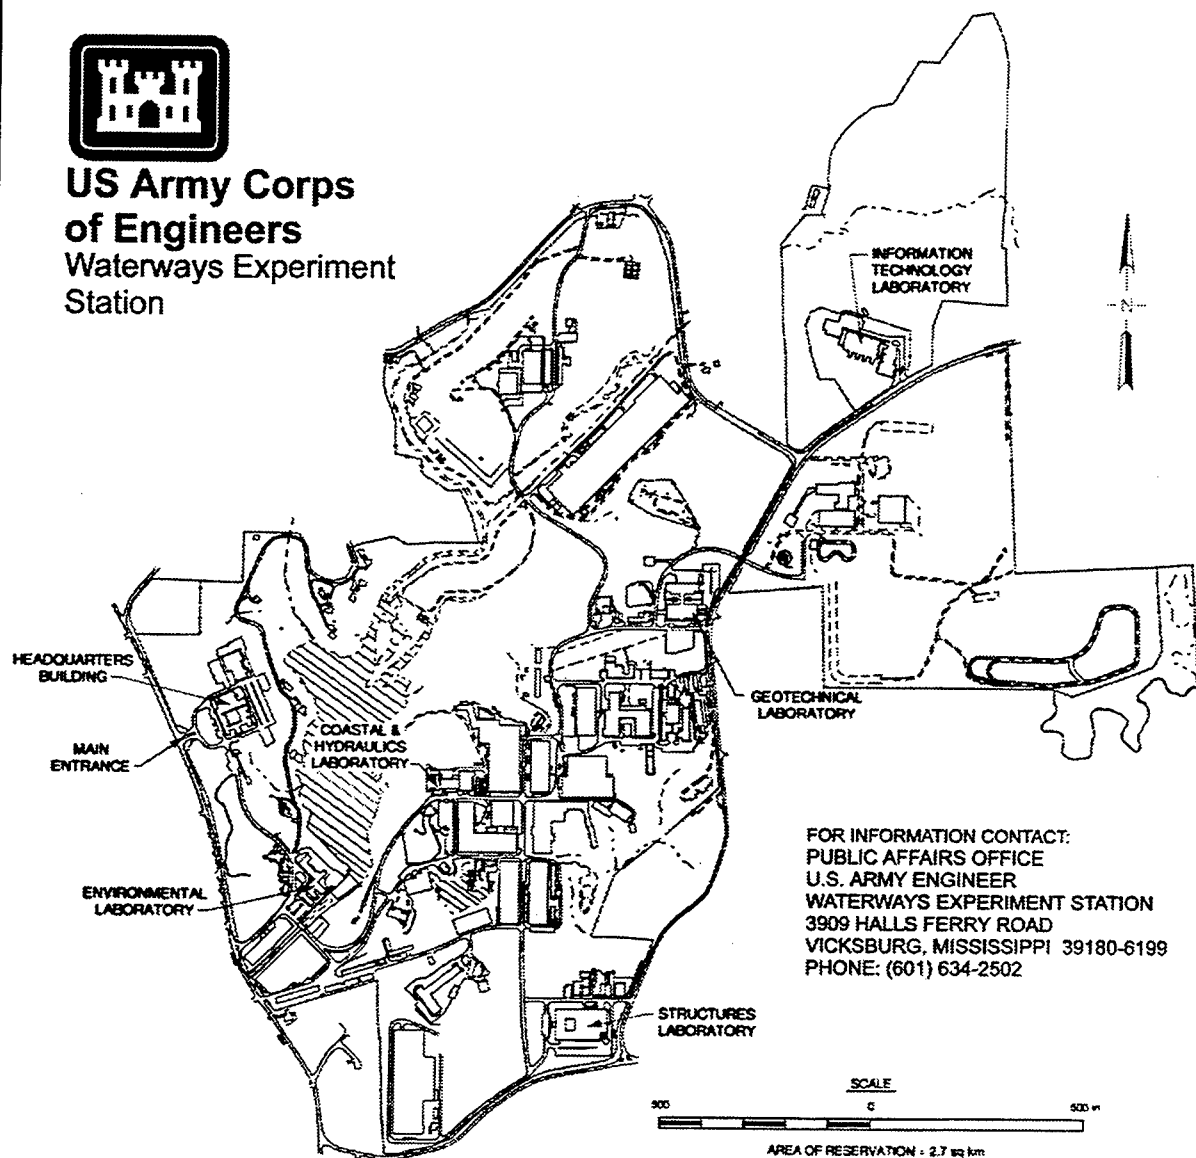 US Army Corps
of Engineers
Waterways Experiment
Station
INFORMATION
TECHNOLOGY
LABORATORY
N
HEADQUARTERS
BUILDING
MAIN
ENTRANCE
COASTAL &
HYDRAULICS
LABORATORY
GEOTECHNICAL
LABORATORY
ENVIRONMENTAL
LABORATORY
STRUCTURES
LABORATORY
FOR INFORMATION CONTACT:
PUBLIC AFFAIRS OFFICE
U.S. ARMY ENGINEER
WATERWAYS EXPERIMENT STATION
3909 HALLS FERRY ROAD
VICKSBURG, MISSISSIPPI 39180-6199
PHONE: (601) 634-2502
SCALE
500 0 500 m
AREA OF RESERVATION = 2.7 sq km